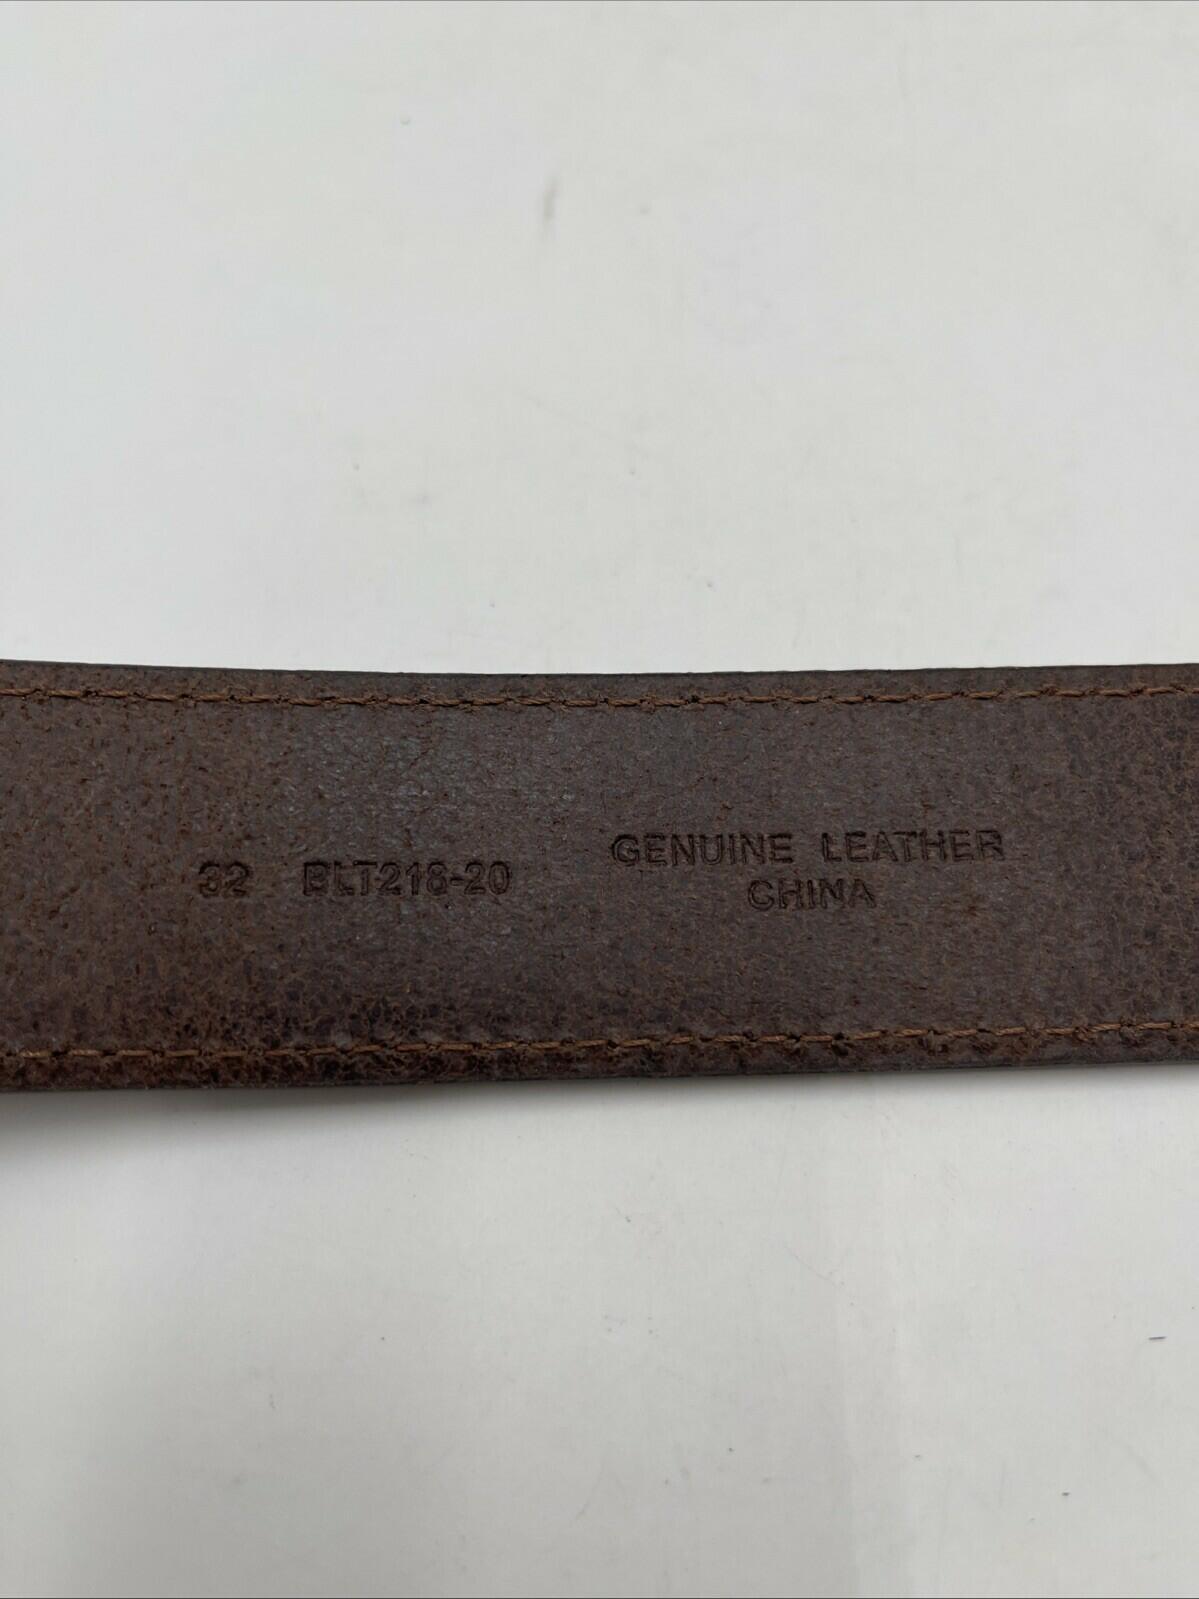 32 BLT218-20
GENUINE LEATHER
CHINA